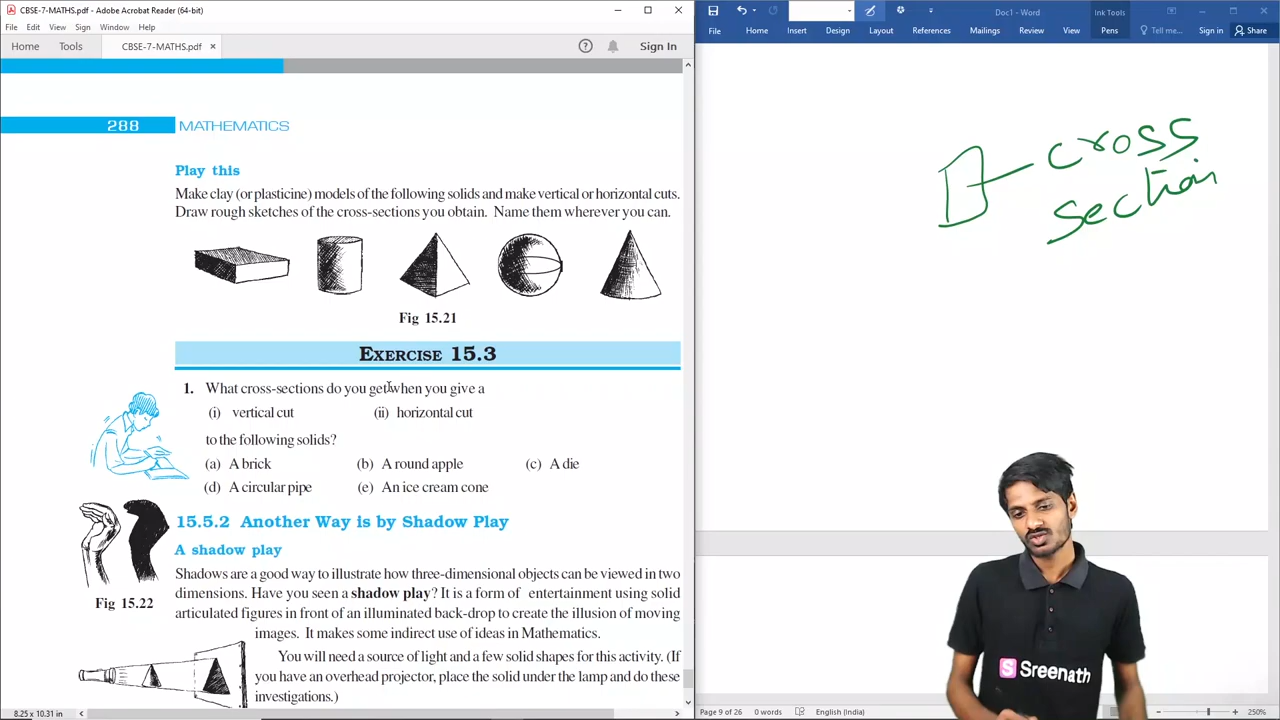 CBSE-7-MATHS.pdf - Adobe Acrobat Reader (64-bit)
File Edit View Sign Window Help
Home Tools CBSE-7-MATHS.pdf × Sign In
288 MATHEMATICS
Play this
Make clay (or plasticine) models of the following solids and make vertical or horizontal cuts.
Draw rough sketches of the cross-sections you obtain. Name them wherever you can.
Fig 15.21
EXERCISE 15.3
1. What cross-sections do you get when you give a
(i) vertical cut (ii) horizontal cut
to the following solids?
(a) A brick (b) A round apple (c) A die
(d) A circular pipe (e) An ice cream cone
15.5.2 Another Way is by Shadow Play
A shadow play
Shadows are a good way to illustrate how three-dimensional objects can be viewed in two
dimensions. Have you seen a shadow play? It is a form of entertainment using solid
articulated figures in front of an illuminated back-drop to create the illusion of moving
Fig 15.22
images. It makes some indirect use of ideas in Mathematics.
You will need a source of light and a few solid shapes for this activity. (If
you have an overhead projector, place the solid under the lamp and do these
investigations.)
8.25 x 10.31 in
Doc1 - Word Ink Tools
File Home Insert Design Layout References Mailings Review View Pens Tell me... Sign in Share
cross
section
S Sreenath
Page 9 of 26 0 words English (India) 250%